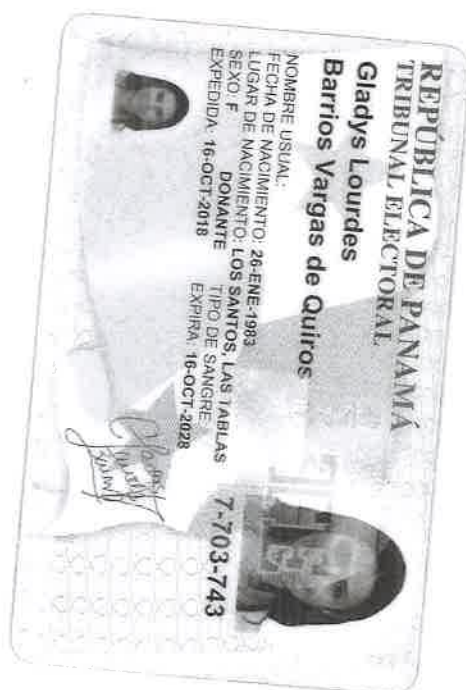 REPÚBLICA DE PANAMÁ
TRIBUNAL ELECTORAL
Gladys Lourdes
Barrios Vargas de Quiros
NOMBRE USUAL:
FECHA DE NACIMIENTO: 26-ENE-1983
LUGAR DE NACIMIENTO: LOS SANTOS, LAS TABLAS
SEXO: F DONANTE TIPO DE SANGRE
EXPEDIDA: 16-OCT-2018 EXPIRA: 16-OCT-2028
7-703-743